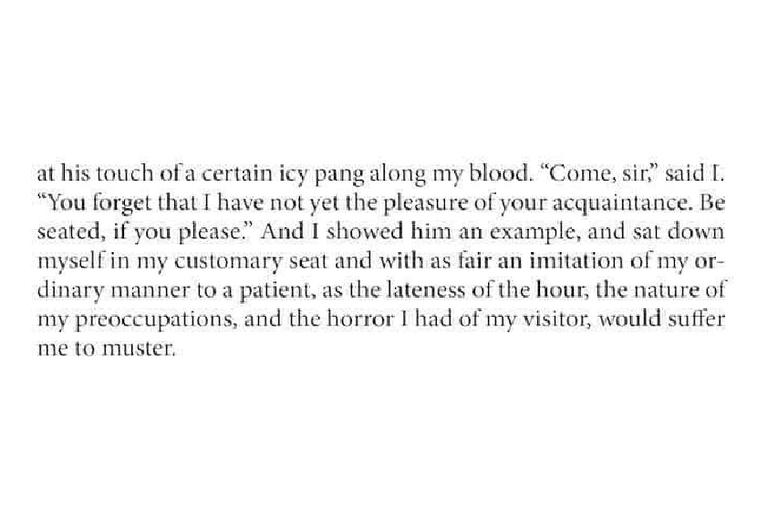 at his touch of a certain icy pang along my blood. “Come, sir,” said I.
“You forget that I have not yet the pleasure of your acquaintance. Be
seated, if you please.” And I showed him an example, and sat down
myself in my customary seat and with as fair an imitation of my or-
dinary manner to a patient, as the lateness of the hour, the nature of
my preoccupations, and the horror I had of my visitor, would suffer
me to muster.